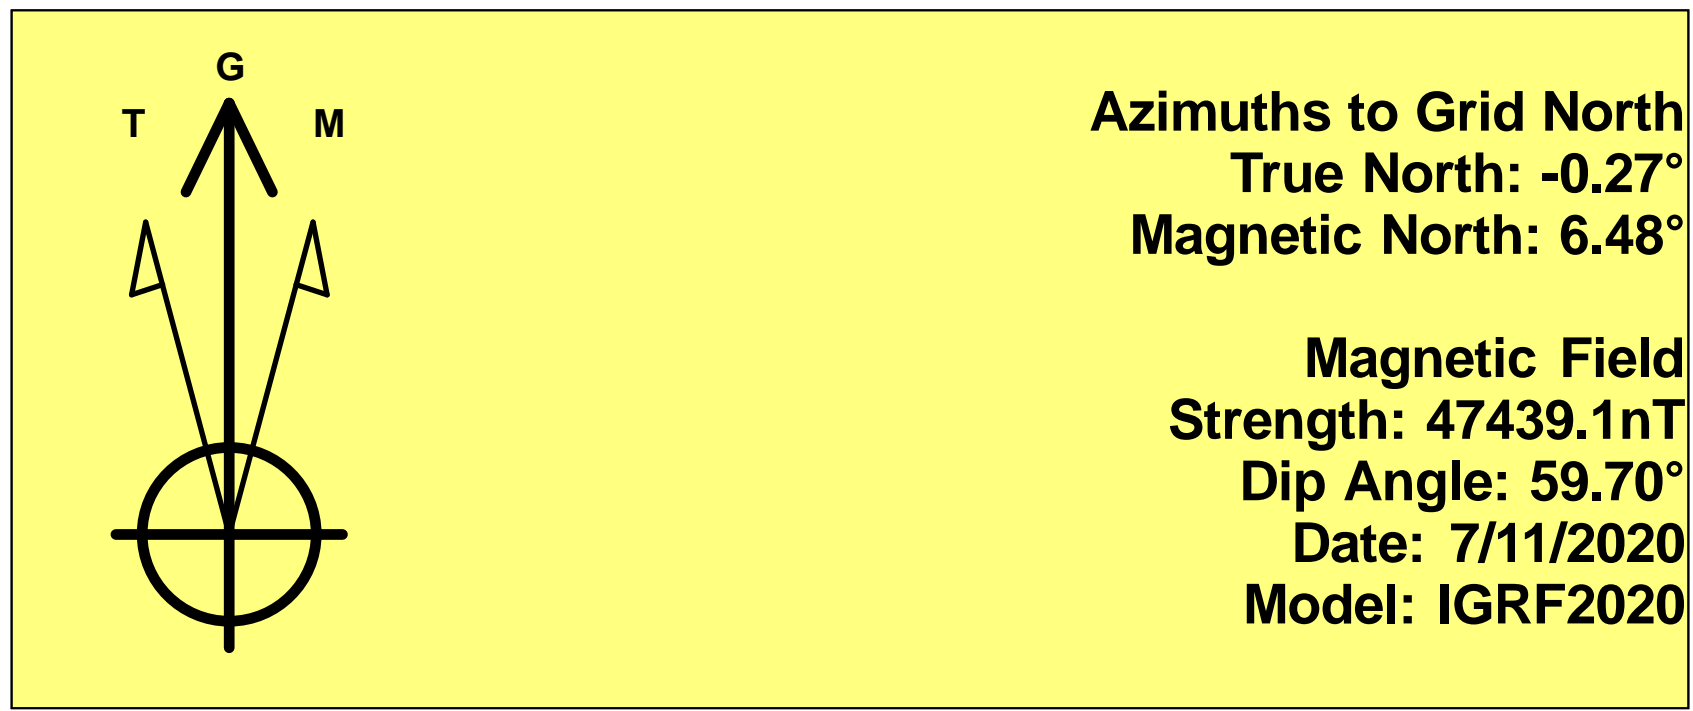 G
T
M
Azimuths to Grid North
True North: -0.27°
Magnetic North: 6.48°
Magnetic Field
Strength: 47439.1nT
Dip Angle: 59.70°
Date: 7/11/2020
Model: IGRF2020